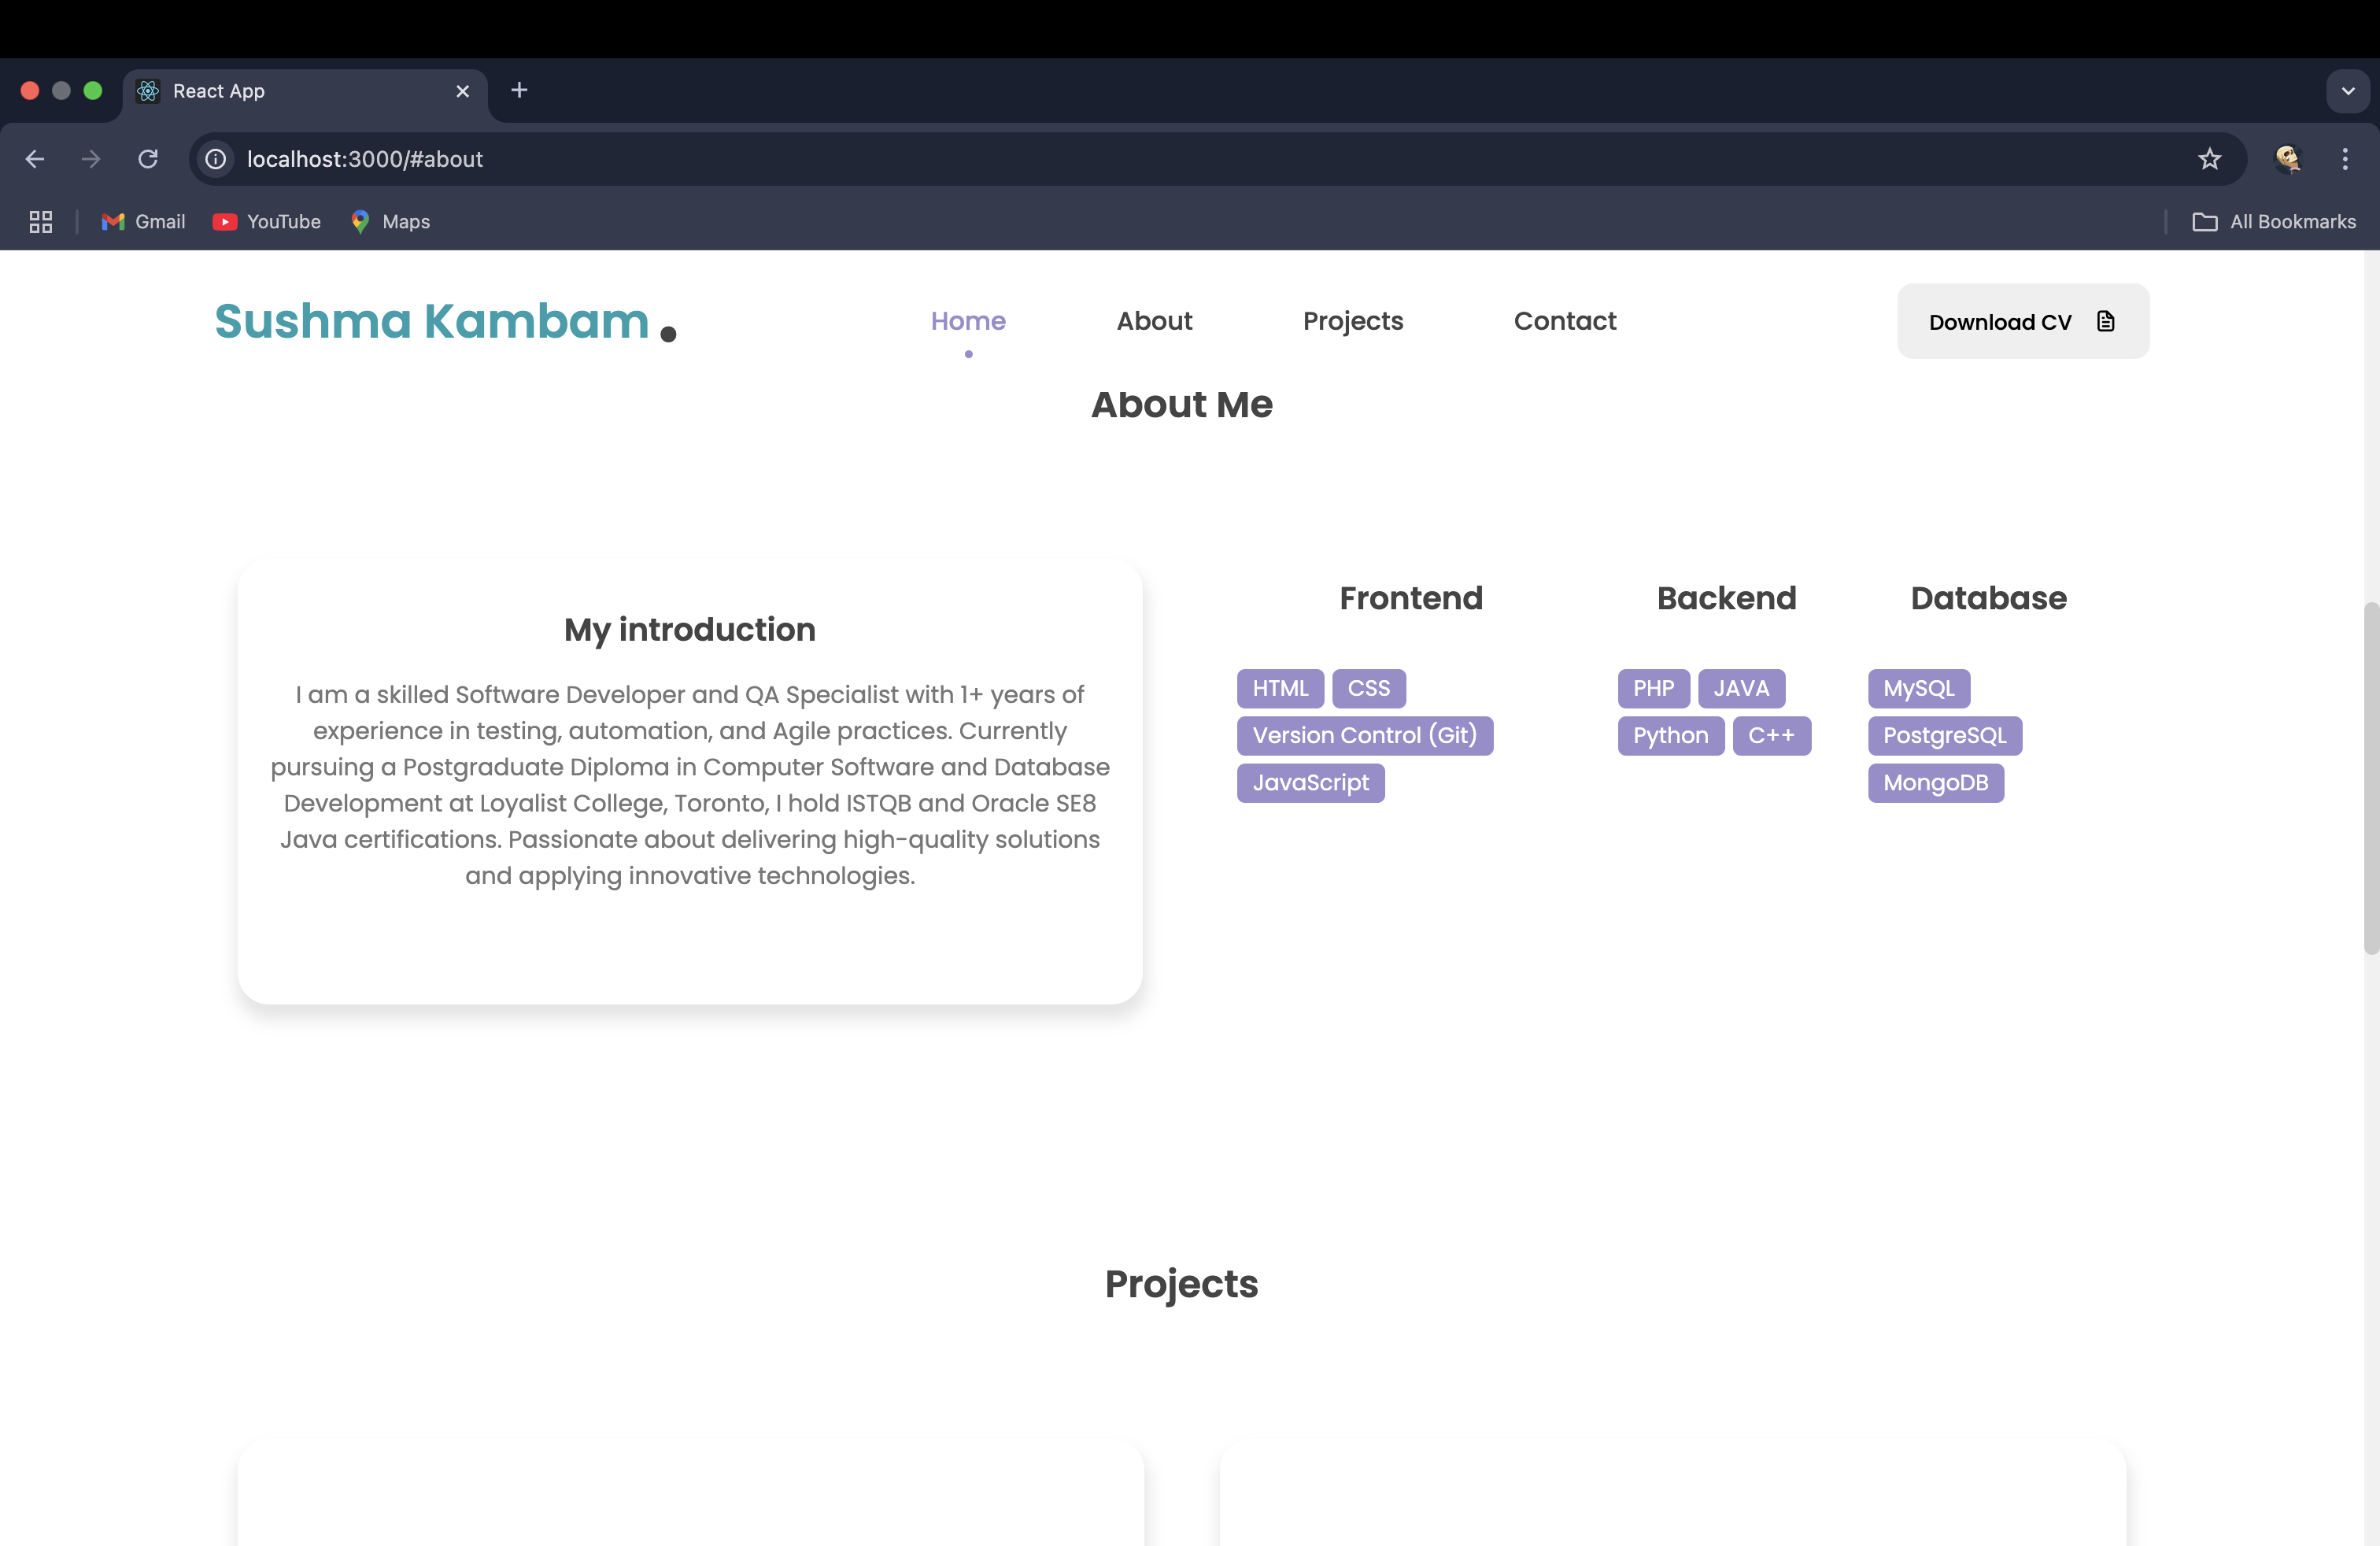 React App
localhost:3000/#about
Gmail YouTube Maps All Bookmarks
Sushma Kambam.
Home About Projects Contact
Download CV
About Me
My introduction
I am a skilled Software Developer and QA Specialist with 1+ years of
experience in testing, automation, and Agile practices. Currently
pursuing a Postgraduate Diploma in Computer Software and Database
Development at Loyalist College, Toronto, I hold ISTQB and Oracle SE8
Java certifications. Passionate about delivering high-quality solutions
and applying innovative technologies.
Frontend
HTML CSS
Version Control (Git)
JavaScript
Backend
PHP JAVA
Python C++
Database
MySQL
PostgreSQL
MongoDB
Projects